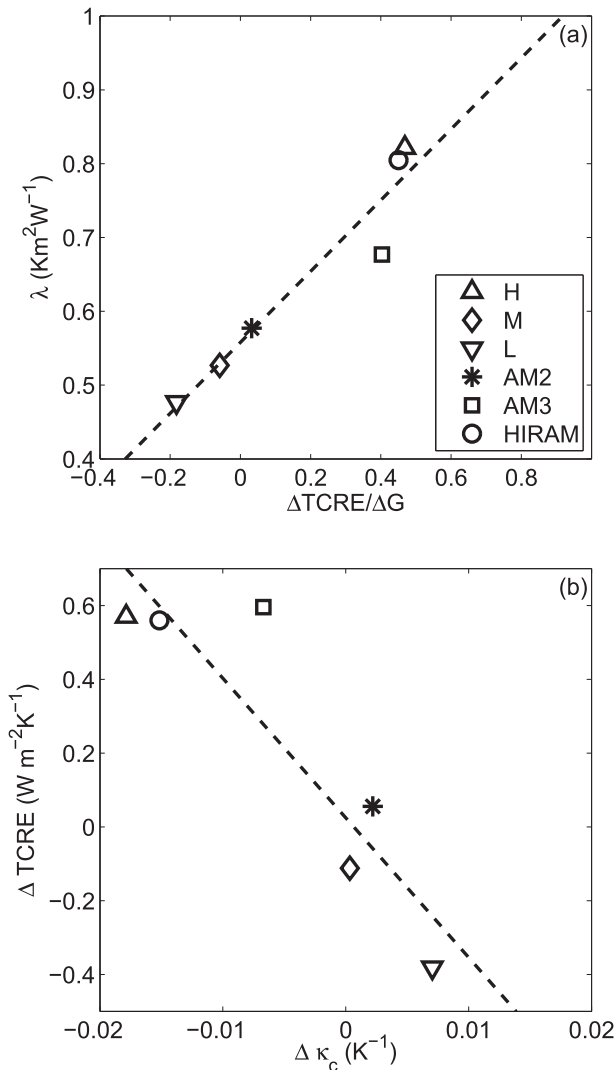 (a)
1
0.9
0.8
0.7
0.6
0.5
0.4
λ (Km²W⁻¹)
H
M
L
AM2
AM3
HIRAM
−0.4 −0.2 0 0.2 0.4 0.6 0.8
ΔTCRE/ΔG
(b)
0.6
0.4
0.2
0
−0.2
−0.4
Δ TCRE (W m⁻²K⁻¹)
−0.02 −0.01 0 0.01 0.02
Δ κ_c (K⁻¹)